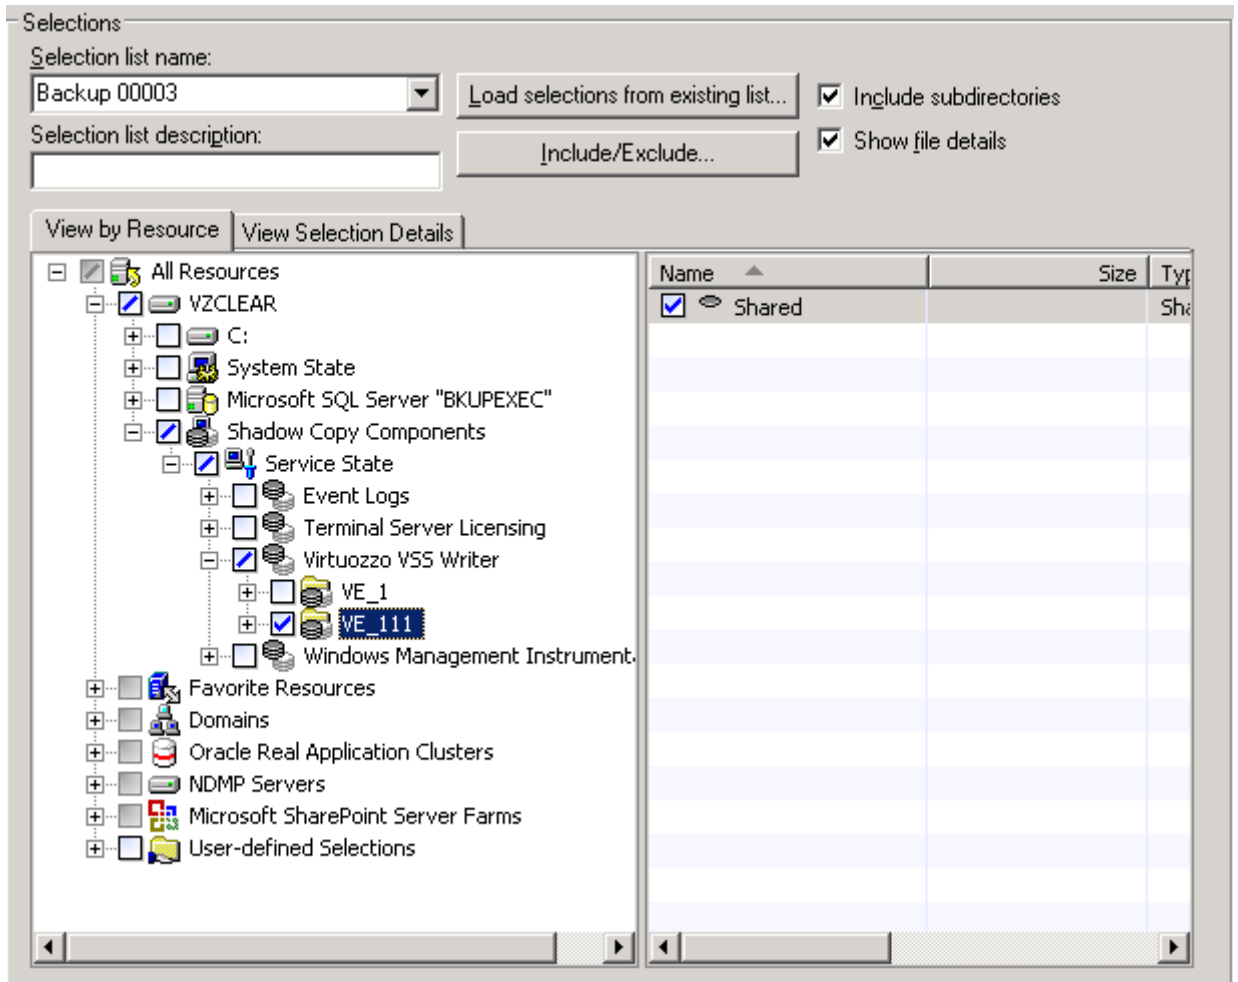 Selections
Selection list name:
Backup 00003
Load selections from existing list...
Include subdirectories
Selection list description:
Include/Exclude...
Show file details
View by Resource
View Selection Details
All Resources
VZCLEAR
C:
System State
Microsoft SQL Server "BKUPEXEC"
Shadow Copy Components
Service State
Event Logs
Terminal Server Licensing
Virtuozzo VSS Writer
VE_1
VE_111
Windows Management Instrument
Favorite Resources
Domains
Oracle Real Application Clusters
NDMP Servers
Microsoft SharePoint Server Farms
User-defined Selections
Name Size Typ
Shared Sha